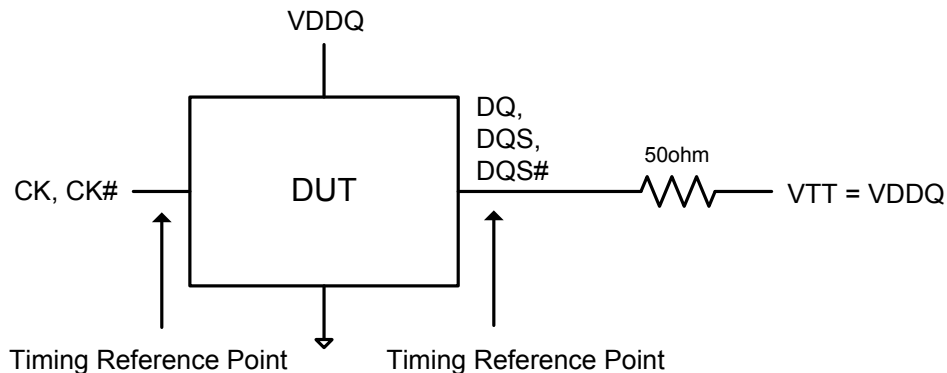 VDDQ
DQ,
DQS,
DQS#
50ohm
CK, CK#
DUT
VTT = VDDQ
Timing Reference Point
Timing Reference Point